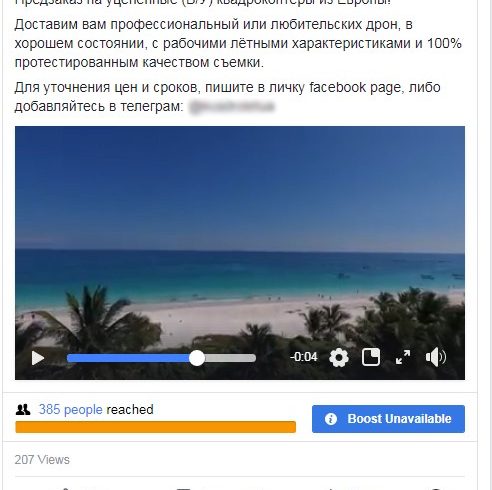 Предзаказ на уцененные (Б/У) квадрокоптеры из Европы!
Доставим вам профессиональный или любительских дрон, в
хорошем состоянии, с рабочими лётными характеристиками и 100%
протестированным качеством съемки.
Для уточнения цен и сроков, пишите в личку facebook page, либо
добавляйтесь в телеграм:
-0:04
385 people reached
Boost Unavailable
207 Views